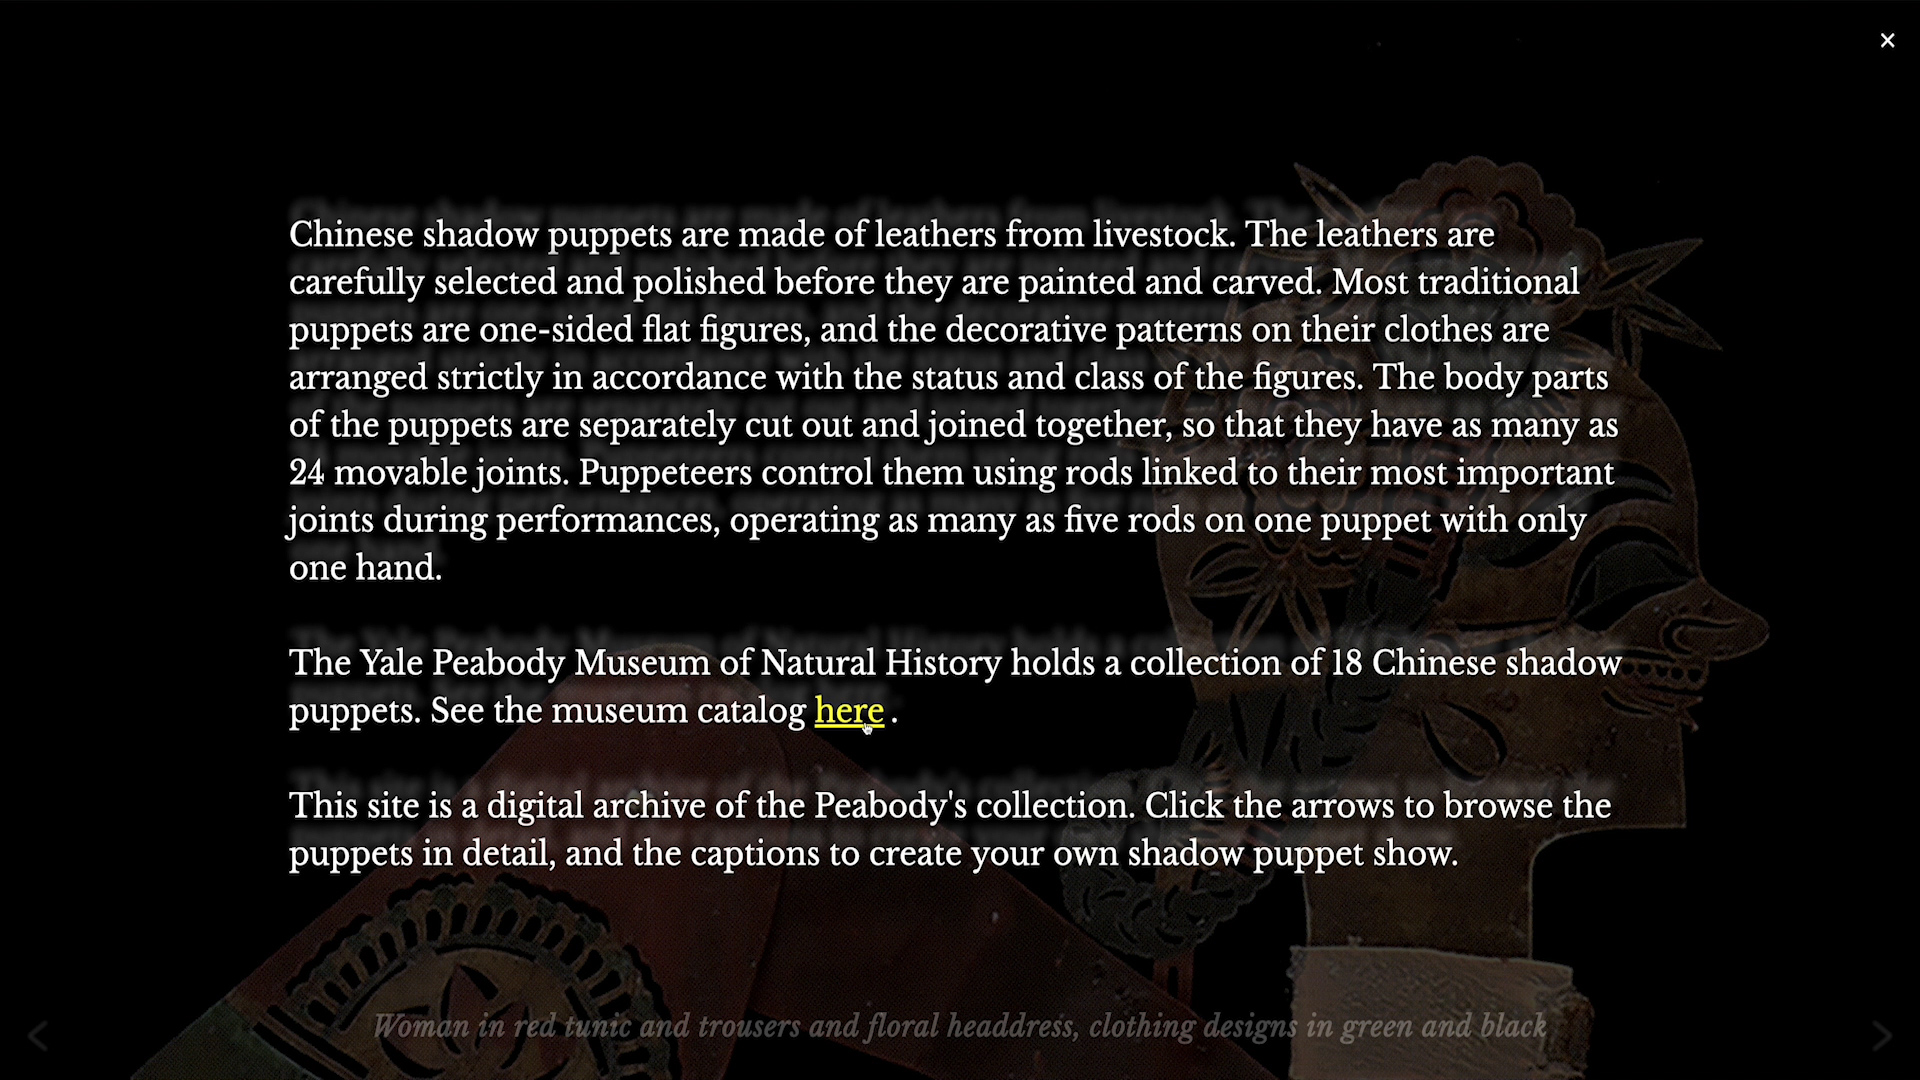 Chinese shadow puppets are made of leathers from livestock. The leathers are
carefully selected and polished before they are painted and carved. Most traditional
puppets are one-sided flat figures, and the decorative patterns on their clothes are
arranged strictly in accordance with the status and class of the figures. The body parts
of the puppets are separately cut out and joined together, so that they have as many as
24 movable joints. Puppeteers control them using rods linked to their most important
joints during performances, operating as many as five rods on one puppet with only
one hand.
The Yale Peabody Museum of Natural History holds a collection of 18 Chinese shadow
puppets. See the museum catalog here .
This site is a digital archive of the Peabody's collection. Click the arrows to browse the
puppets in detail, and the captions to create your own shadow puppet show.
Woman in red tunic and trousers and floral headdress, clothing designs in green and black